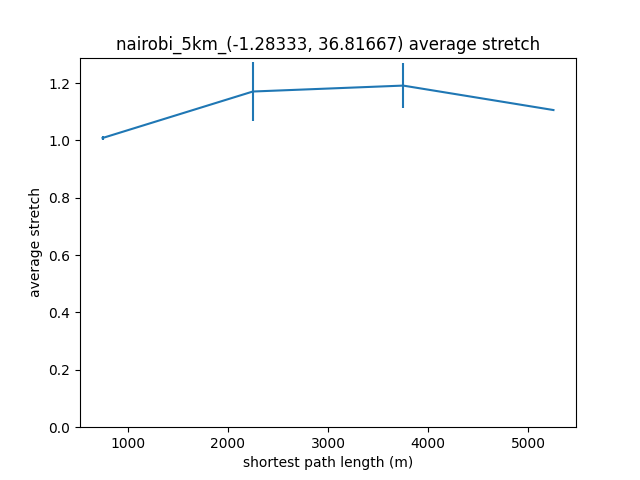 nairobi_5km_(-1.28333, 36.81667) average stretch
1.2
1.0
0.8
0.6
0.4
0.2
0.0
average stretch
1000 2000 3000 4000 5000
shortest path length (m)